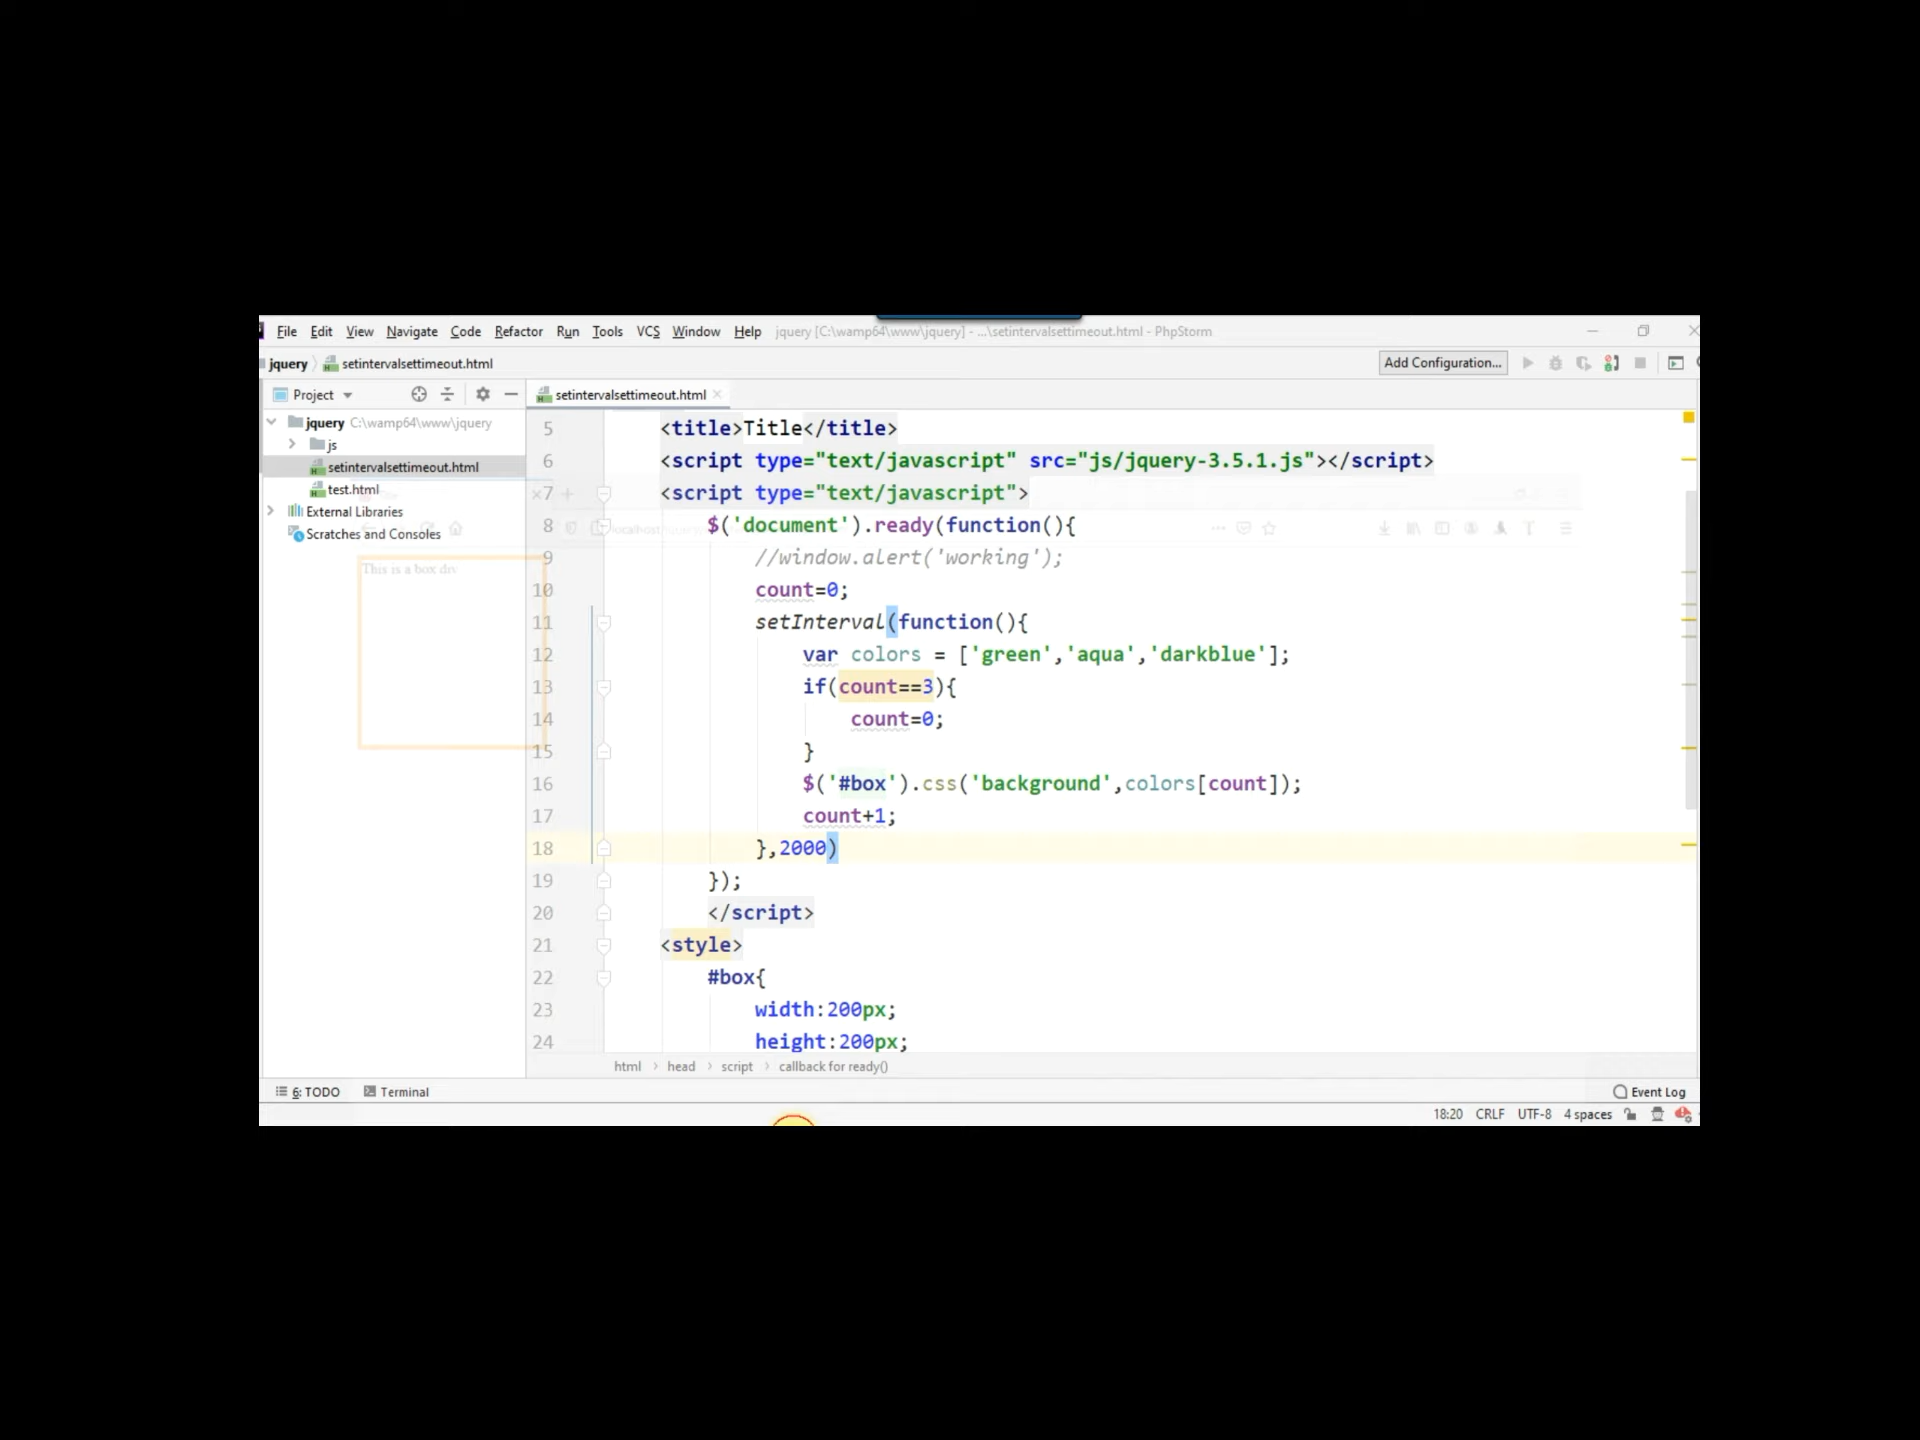 File Edit View Navigate Code Refactor Run Tools VCS Window Help jquery [C:\wamp64\www\jquery] - ...\setintervalsettimeout.html - PhpStorm
jquery setintervalsettimeout.html Add Configuration...
Project setintervalsettimeout.html
jquery C:\wamp64\www\jquery
js
setintervalsettimeout.html
test.html
External Libraries
Scratches and Consoles
This is a box div
5 <title>Title</title>
6 <script type="text/javascript" src="js/jquery-3.5.1.js"></script>
7 <script type="text/javascript">
8 $('document').ready(function(){
localhost
9 //window.alert('working');
10 count=0;
11 setInterval(function(){
12 var colors = ['green','aqua','darkblue'];
13 if(count==3){
14 count=0;
15 }
16 $('#box').css('background',colors[count]);
17 count+1;
18 },2000)
19 });
20 </script>
21 <style>
22 #box{
23 width:200px;
24 height:200px;
html head script callback for ready()
6: TODO Terminal Event Log
18:20 CRLF UTF-8 4 spaces